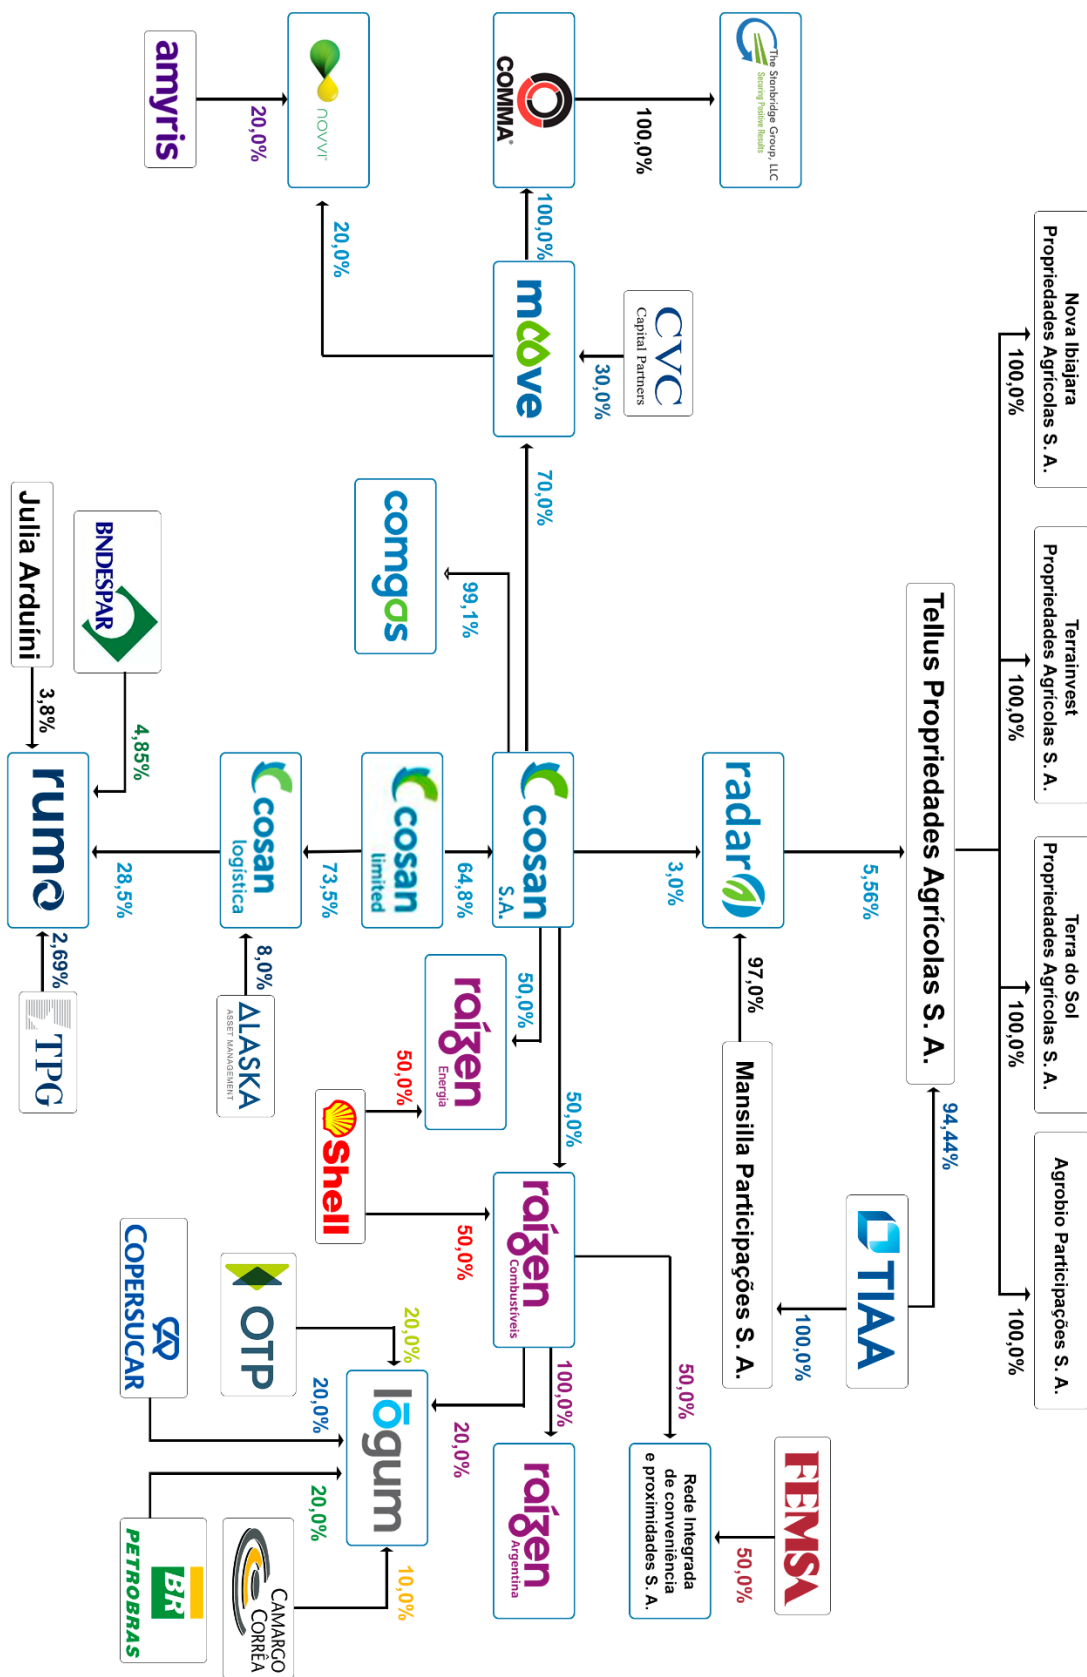 Nova Ibiajara
Propriedades Agrícolas S. A.
Terrainvest
Propriedades Agrícolas S. A.
Terra do Sol
Propriedades Agrícolas S. A.
Agrobio Participações S. A.
100,0%
100,0%
100,0%
100,0%
Tellus Propriedades Agrícolas S. A.
94,44%
TIAA
The Stanbridge Group, LLC
Securing Positive Results
5,56%
100,0%
Mansilla Participações S. A.
FEMSA
radar
97,0%
50,0%
100,0%
CVC
Capital Partners
3,0%
50,0%
Rede Integrada
de conveniência
e proximidades S. A.
30,0%
COMMA®
100,0%
moove
70,0%
cosan
S.A.
50,0%
raízen
Combustíveis
100,0%
raízen
Argentina
99,1%
64,8%
50,0%
50,0%
20,0%
comgas
cosan
limited
raízen
Energia
50,0%
lōgum
novvi
20,0%
73,5%
Shell
20,0%
20,0%
20,0%
10,0%
20,0%
cosan
logística
8,0%
ALASKA
ASSET MANAGEMENT
OTP
CAMARGO
CORRÊA
amyris
BNDESPAR
4,85%
28,5%
COPERSUCAR
BR
PETROBRAS
Julia Arduíni
3,8%
rumo
2,69%
TPG